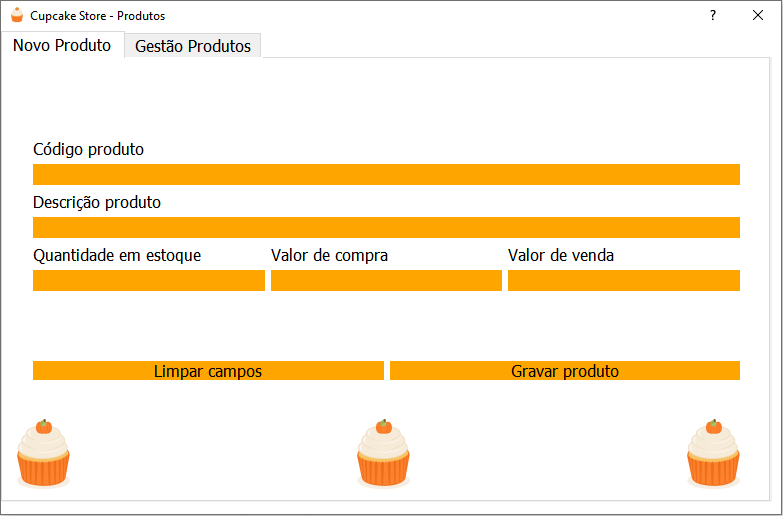 Cupcake Store - Produtos ?
Novo Produto Gestão Produtos
Código produto
Descrição produto
Quantidade em estoque Valor de compra Valor de venda
Limpar campos Gravar produto